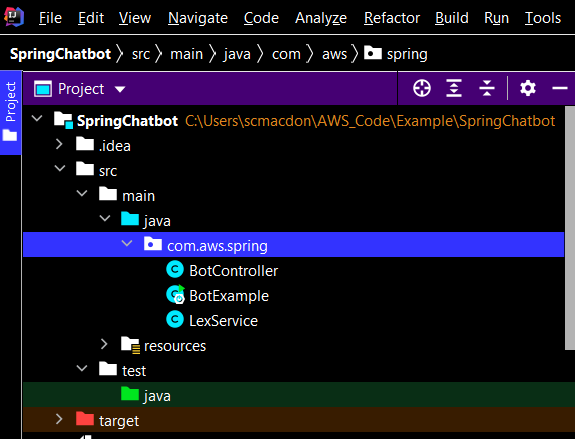 File Edit View Navigate Code Analyze Refactor Build Run Tools
SpringChatbot src main java com aws spring
Project
Project
SpringChatbot C:\Users\scmacdon\AWS_Code\Example\SpringChatbot
.idea
src
main
java
com.aws.spring
C BotController
C BotExample
C LexService
resources
test
java
target